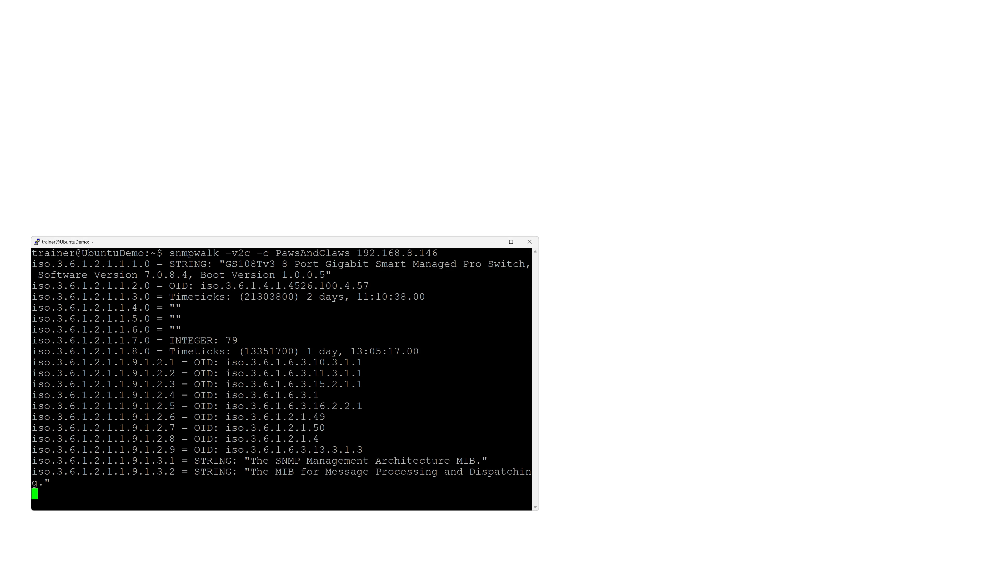 trainer@UbuntuDemo: ~
trainer@UbuntuDemo:~$ snmpwalk -v2c -c PawsAndClaws 192.168.8.146
iso.3.6.1.2.1.1.1.0 = STRING: "GS108Tv3 8-Port Gigabit Smart Managed Pro Switch,
 Software Version 7.0.8.4, Boot Version 1.0.0.5"
iso.3.6.1.2.1.1.2.0 = OID: iso.3.6.1.4.1.4526.100.4.57
iso.3.6.1.2.1.1.3.0 = Timeticks: (21303800) 2 days, 11:10:38.00
iso.3.6.1.2.1.1.4.0 = ""
iso.3.6.1.2.1.1.5.0 = ""
iso.3.6.1.2.1.1.6.0 = ""
iso.3.6.1.2.1.1.7.0 = INTEGER: 79
iso.3.6.1.2.1.1.8.0 = Timeticks: (13351700) 1 day, 13:05:17.00
iso.3.6.1.2.1.1.9.1.2.1 = OID: iso.3.6.1.6.3.10.3.1.1
iso.3.6.1.2.1.1.9.1.2.2 = OID: iso.3.6.1.6.3.11.3.1.1
iso.3.6.1.2.1.1.9.1.2.3 = OID: iso.3.6.1.6.3.15.2.1.1
iso.3.6.1.2.1.1.9.1.2.4 = OID: iso.3.6.1.6.3.1
iso.3.6.1.2.1.1.9.1.2.5 = OID: iso.3.6.1.6.3.16.2.2.1
iso.3.6.1.2.1.1.9.1.2.6 = OID: iso.3.6.1.2.1.49
iso.3.6.1.2.1.1.9.1.2.7 = OID: iso.3.6.1.2.1.50
iso.3.6.1.2.1.1.9.1.2.8 = OID: iso.3.6.1.2.1.4
iso.3.6.1.2.1.1.9.1.2.9 = OID: iso.3.6.1.6.3.13.3.1.3
iso.3.6.1.2.1.1.9.1.3.1 = STRING: "The SNMP Management Architecture MIB."
iso.3.6.1.2.1.1.9.1.3.2 = STRING: "The MIB for Message Processing and Dispatchin
g."